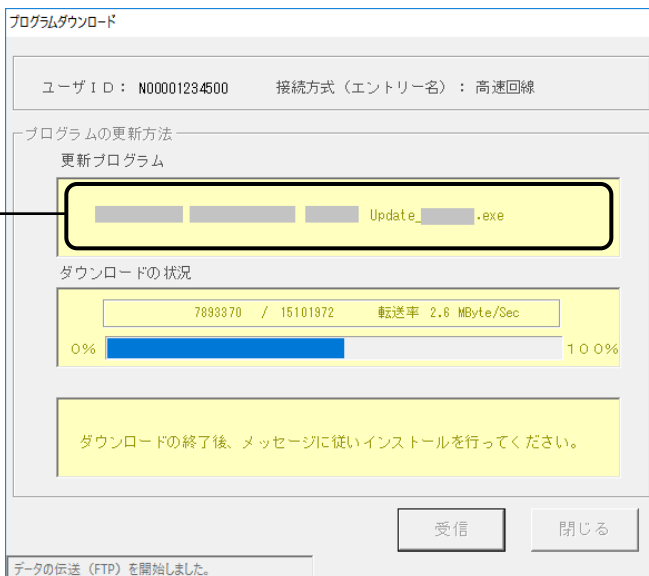 プログラムダウンロード
ユーザID： N00001234500 接続方式（エントリー名）： 高速回線
プログラムの更新方法
更新プログラム
Update_ .exe
ダウンロードの状況
7893370 / 15101972 転送率 2.6 MByte/Sec
0% 100%
ダウンロードの終了後、メッセージに従いインストールを行ってください。
受信 閉じる
データの伝送（FTP）を開始しました。